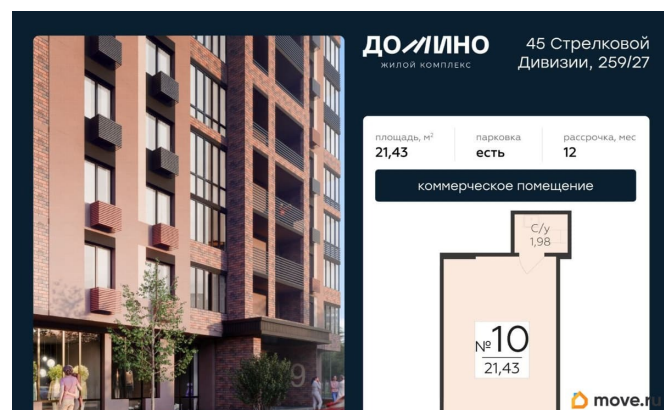 ДОМИНО
ЖИЛОЙ КОМПЛЕКС
45 Стрелковой
Дивизии, 259/27
площадь, м²
21,43
парковка
есть
рассрочка, мес
12
коммерческое помещение
С/у
1,98
№10
21,43
9
move.ru